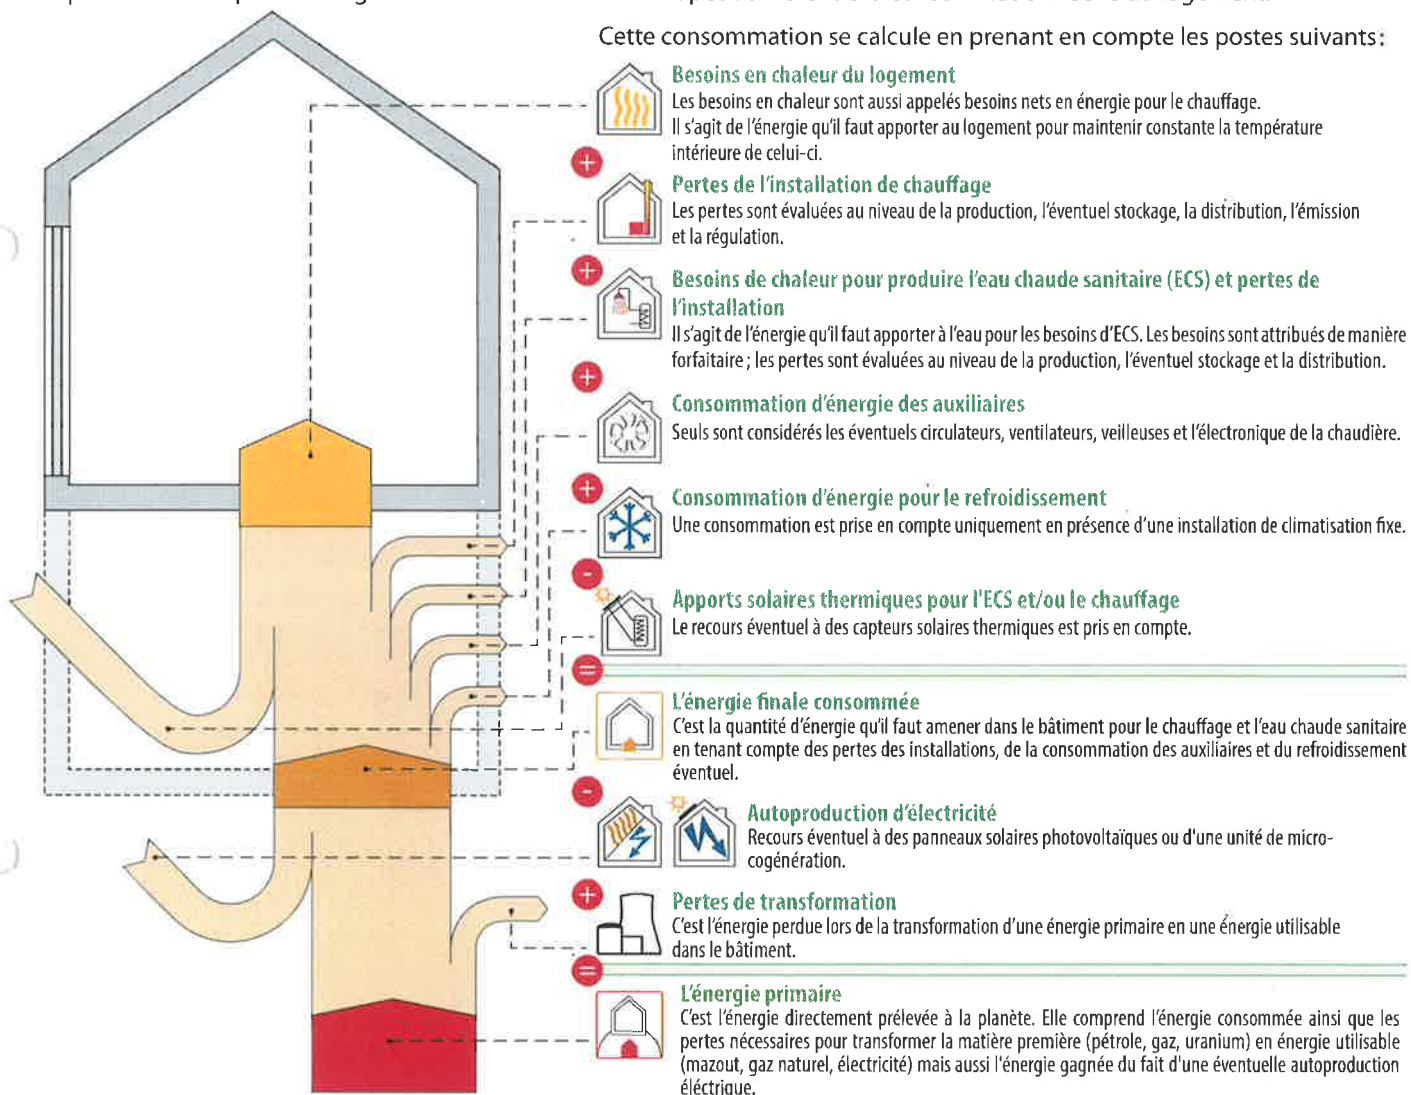 Cette consommation se calcule en prenant en compte les postes suivants :
Besoins en chaleur du logement
Les besoins en chaleur sont aussi appelés besoins nets en énergie pour le chauffage.
Il s'agit de l'énergie qu'il faut apporter au logement pour maintenir constante la température
intérieure de celui-ci.
+
Pertes de l'installation de chauffage
Les pertes sont évaluées au niveau de la production, l'éventuel stockage, la distribution, l'émission
et la régulation.
+
Besoins de chaleur pour produire l'eau chaude sanitaire (ECS) et pertes de
l'installation
Il s'agit de l'énergie qu'il faut apporter à l'eau pour les besoins d'ECS. Les besoins sont attribués de manière
forfaitaire ; les pertes sont évaluées au niveau de la production, l'éventuel stockage et la distribution.
+
Consommation d'énergie des auxiliaires
Seuls sont considérés les éventuels circulateurs, ventilateurs, veilleuses et l'électronique de la chaudière.
+
Consommation d'énergie pour le refroidissement
Une consommation est prise en compte uniquement en présence d'une installation de climatisation fixe.
-
Apports solaires thermiques pour l'ECS et/ou le chauffage
Le recours éventuel à des capteurs solaires thermiques est pris en compte.
=
L'énergie finale consommée
C'est la quantité d'énergie qu'il faut amener dans le bâtiment pour le chauffage et l'eau chaude sanitaire
en tenant compte des pertes des installations, de la consommation des auxiliaires et du refroidissement
éventuel.
-
Autoproduction d'électricité
Recours éventuel à des panneaux solaires photovoltaïques ou d'une unité de micro-
cogénération.
+
Pertes de transformation
C'est l'énergie perdue lors de la transformation d'une énergie primaire en une énergie utilisable
dans le bâtiment.
=
L'énergie primaire
C'est l'énergie directement prélevée à la planète. Elle comprend l'énergie consommée ainsi que les
pertes nécessaires pour transformer la matière première (pétrole, gaz, uranium) en énergie utilisable
(mazout, gaz naturel, électricité) mais aussi l'énergie gagnée du fait d'une éventuelle autoproduction
éléctrique.